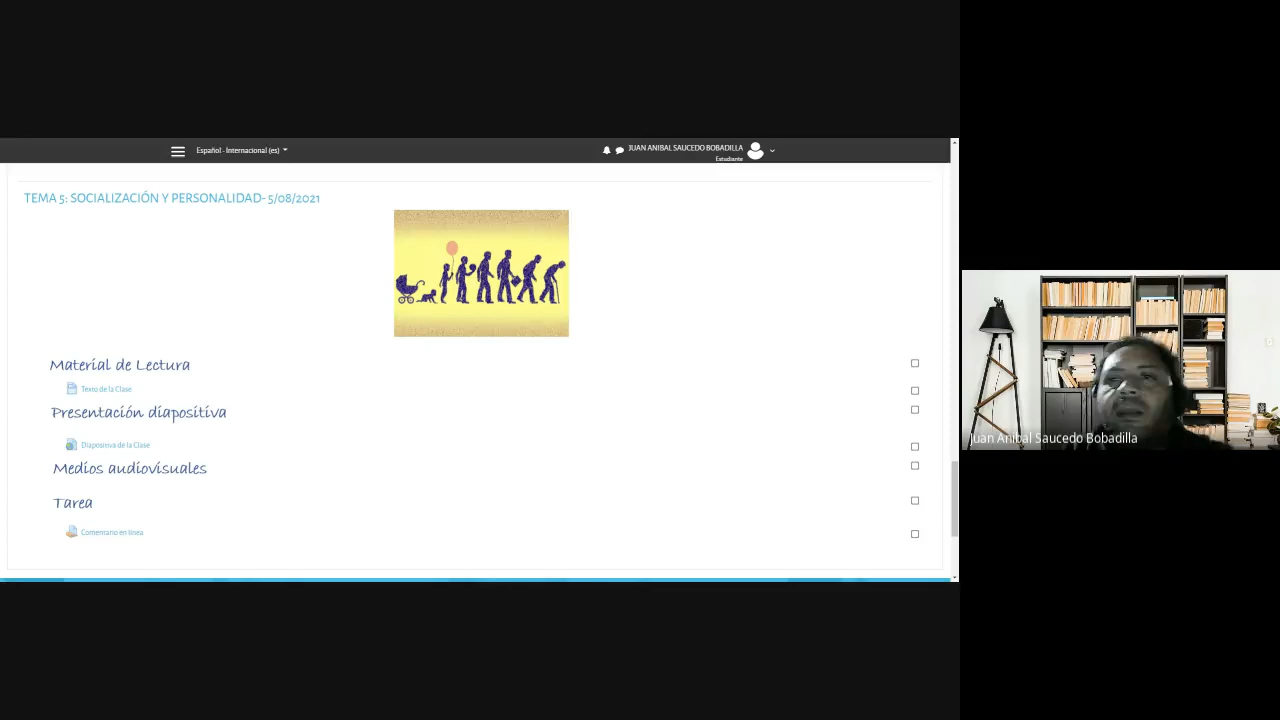 Español - Internacional (es)
JUAN ANIBAL SAUCEDO BOBADILLA
Estudiante
TEMA 5: SOCIALIZACIÓN Y PERSONALIDAD- 5/08/2021
Material de Lectura
Texto de la Clase
Presentación diapositiva
Diapositiva de la Clase
Medios audiovisuales
Tarea
Comentario en línea
Juan Anibal Saucedo Bobadilla